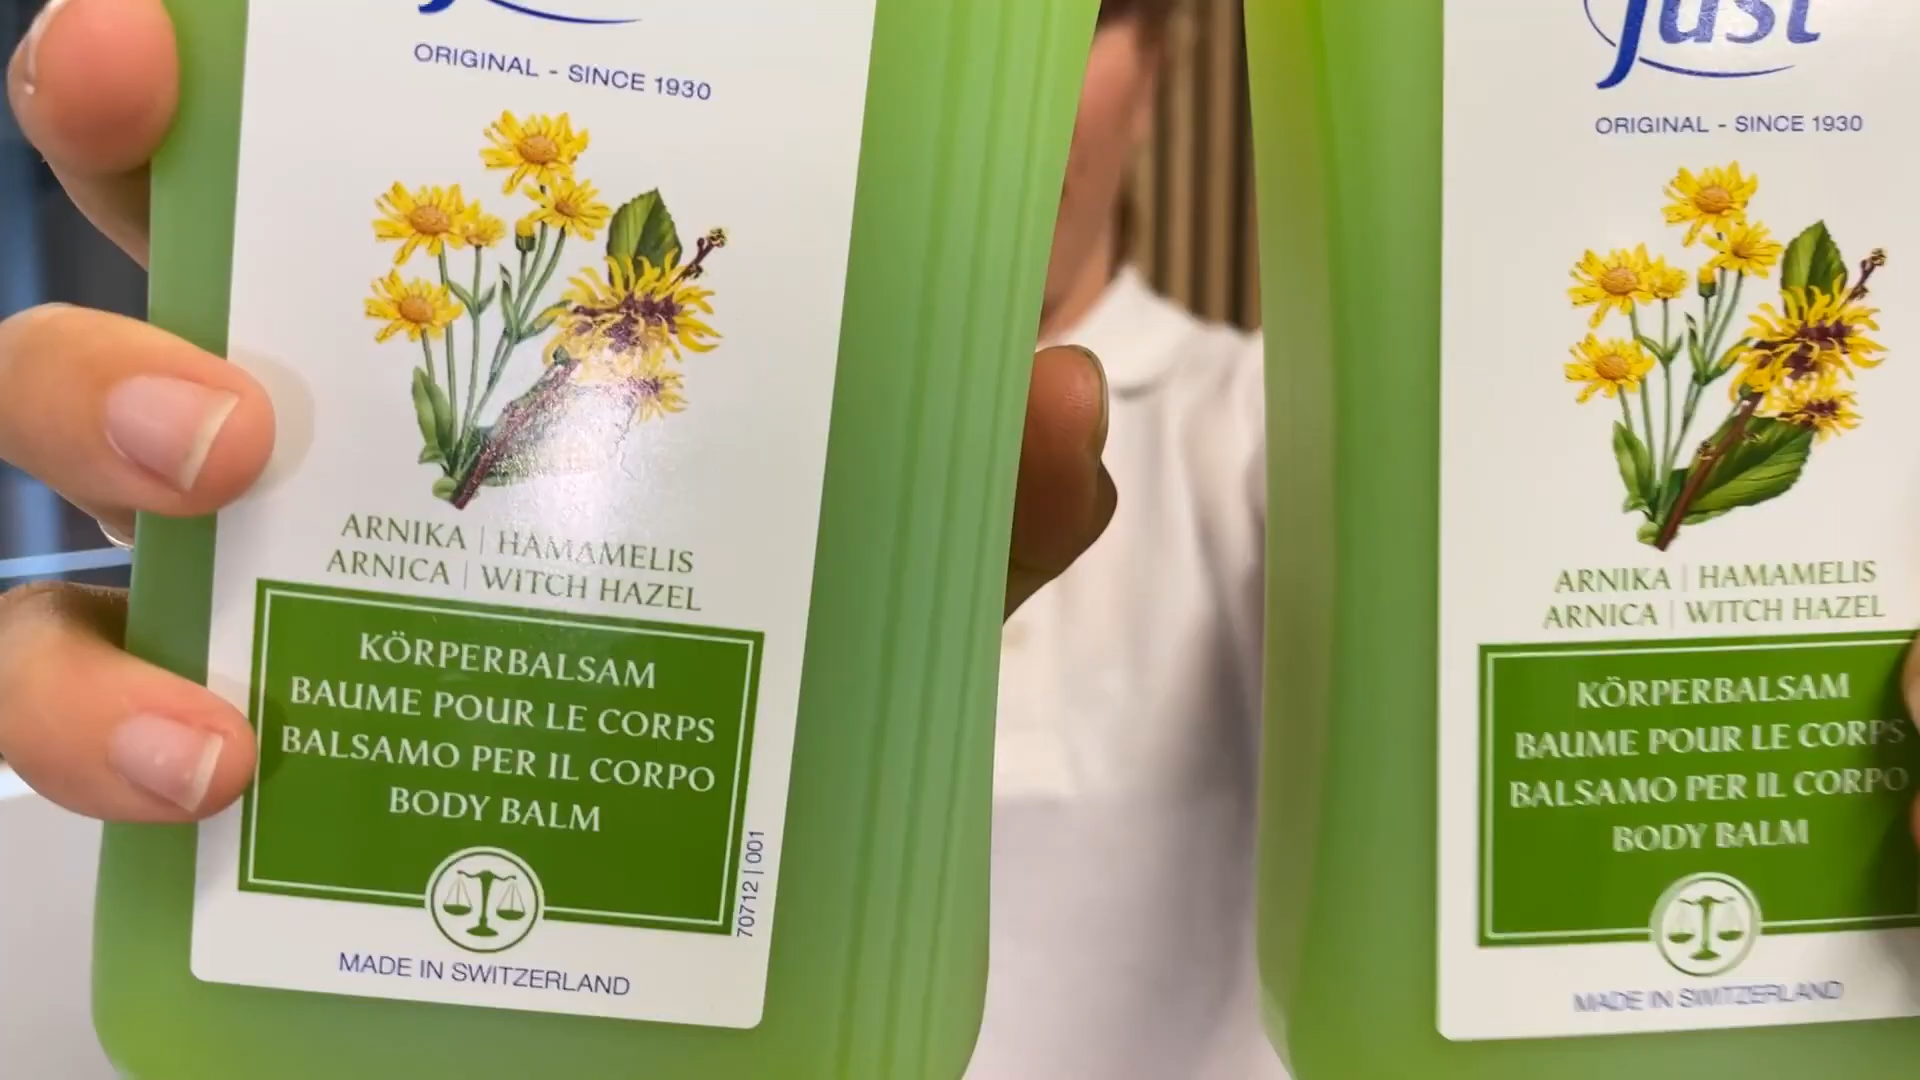 ORIGINAL - SINCE 1930
ARNIKA | HAMAMELIS
ARNICA | WITCH HAZEL
KÖRPERBALSAM
BAUME POUR LE CORPS
BALSAMO PER IL CORPO
BODY BALM
70712 | 001
MADE IN SWITZERLAND
Just
ORIGINAL - SINCE 1930
ARNIKA | HAMAMELIS
ARNICA | WITCH HAZEL
KÖRPERBALSAM
BAUME POUR LE CORPS
BALSAMO PER IL CORPO
BODY BALM
MADE IN SWITZERLAND